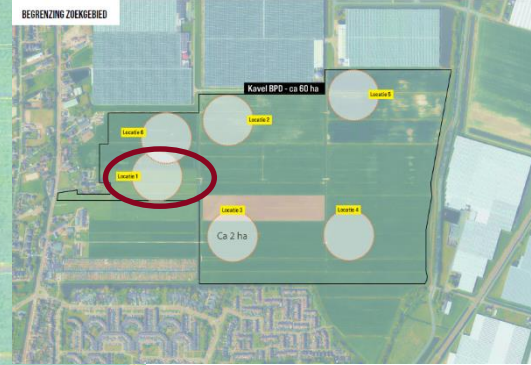 BEGRENZING ZOEKGEBIED
Kavel BPD - ca 60 ha
Locatie 5
Locatie 2
Locatie 6
Locatie 1
Locatie 3
Locatie 4
Ca 2 ha